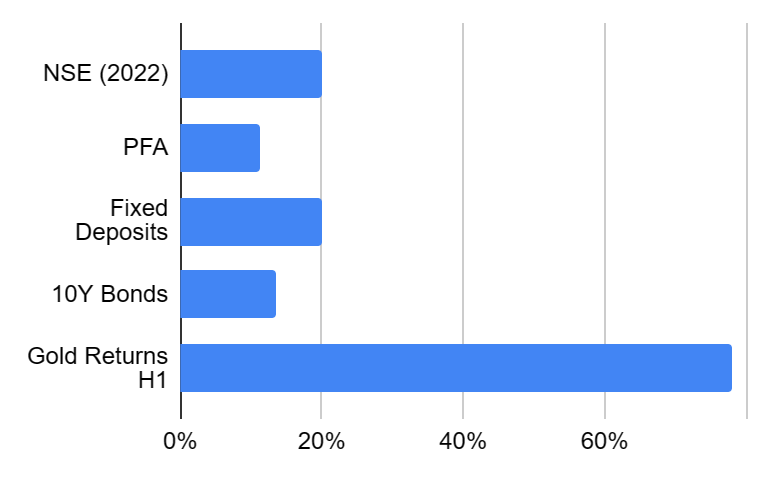 NSE (2022)
PFA
Fixed
Deposits
10Y Bonds
Gold Returns
H1
0%
20%
40%
60%